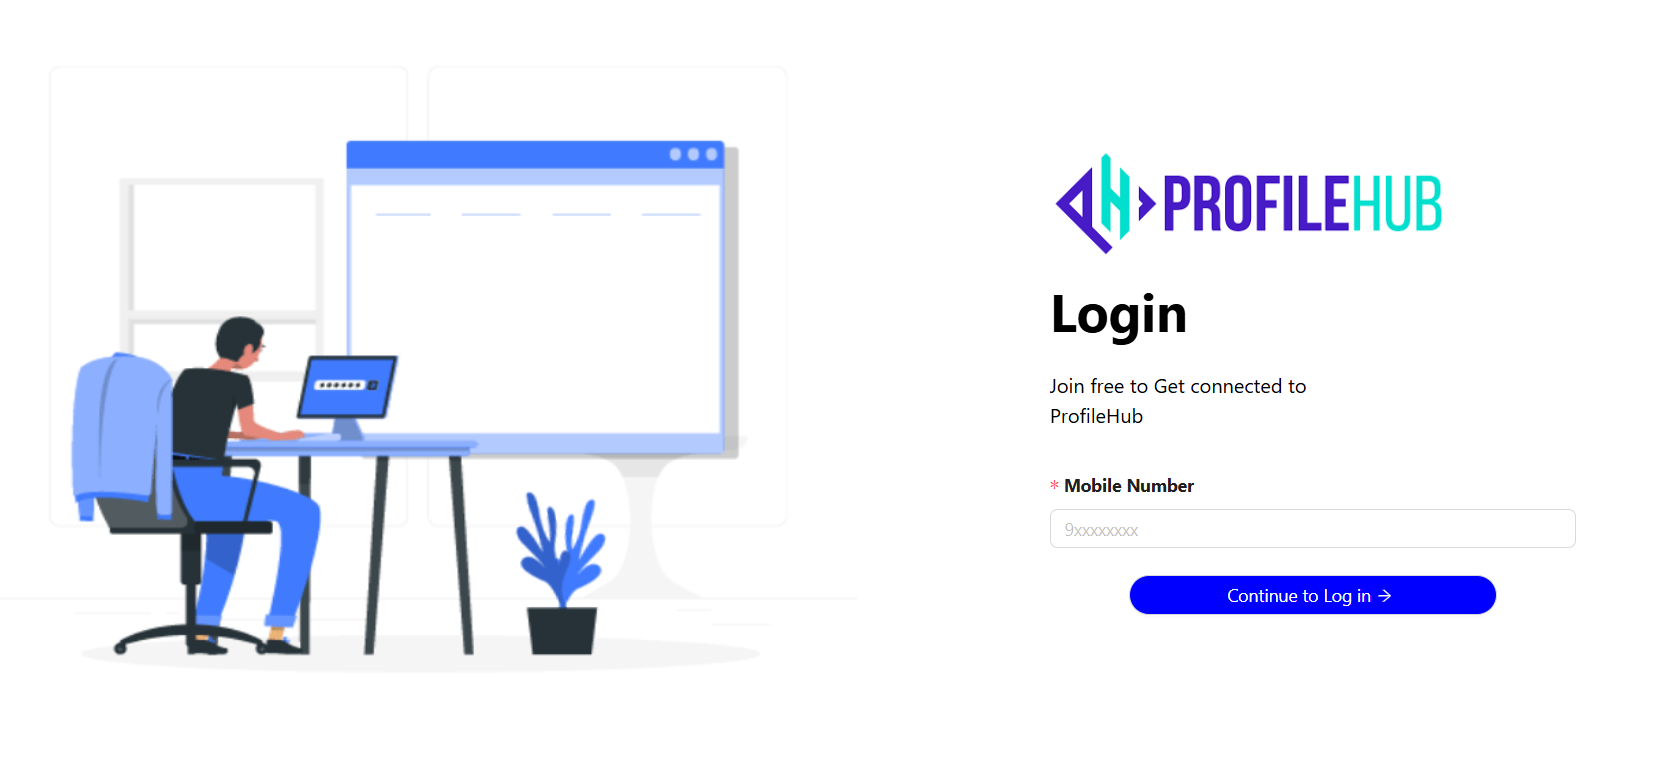 PROFILEHUB
Login
Join free to Get connected to
ProfileHub
* Mobile Number
9xxxxxxxx
Continue to Log in →